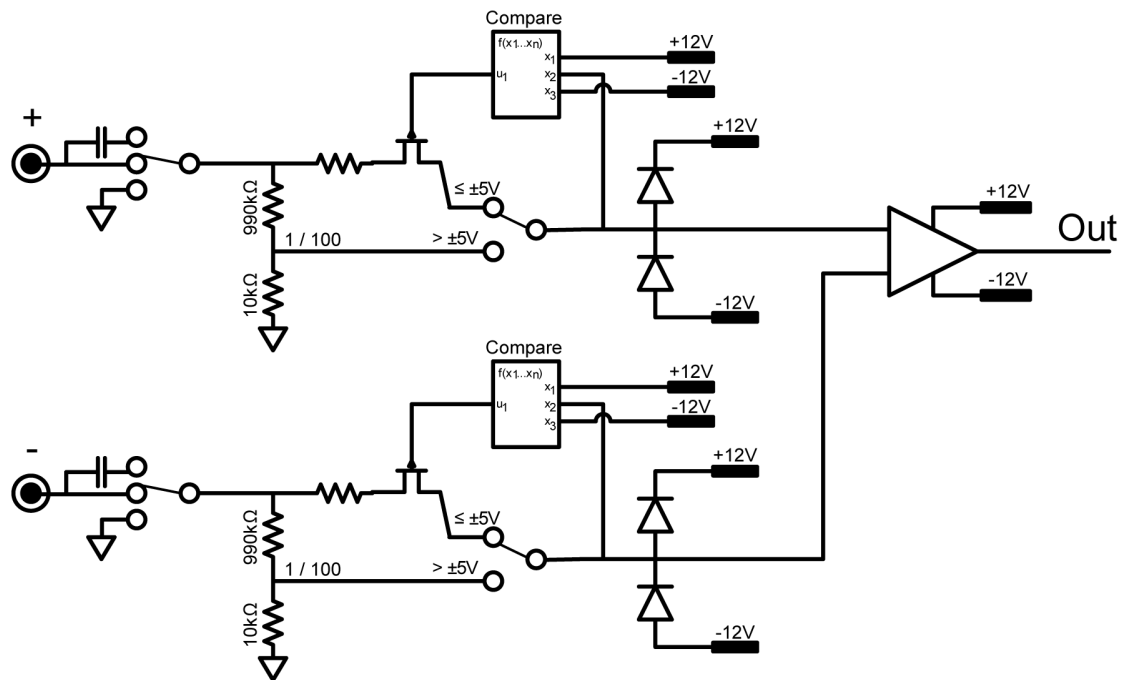 Compare
f(x1...xn)
u1
x1
x2
x3
+12V
-12V
+
+12V
≤ ±5V
990kΩ
1 / 100
> ±5V
10kΩ
-12V
+12V
Out
-12V
Compare
f(x1...xn)
u1
x1
x2
x3
+12V
-12V
-
+12V
≤ ±5V
990kΩ
1 / 100
> ±5V
10kΩ
-12V